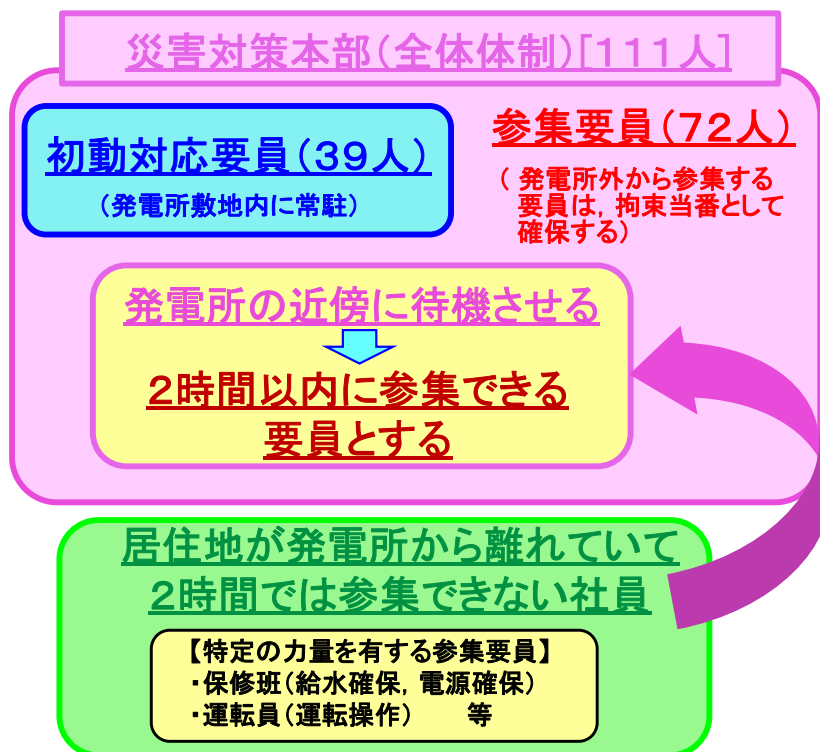 災害対策本部（全体体制）[111人]
初動対応要員（39人）
（発電所敷地内に常駐）
参集要員（72人）
（ 発電所外から参集する
要員は，拘束当番として
確保する）
発電所の近傍に待機させる
2時間以内に参集できる
要員とする
居住地が発電所から離れていて
2時間では参集できない社員
【特定の力量を有する参集要員】
・保修班（給水確保，電源確保）
・運転員（運転操作）　　等